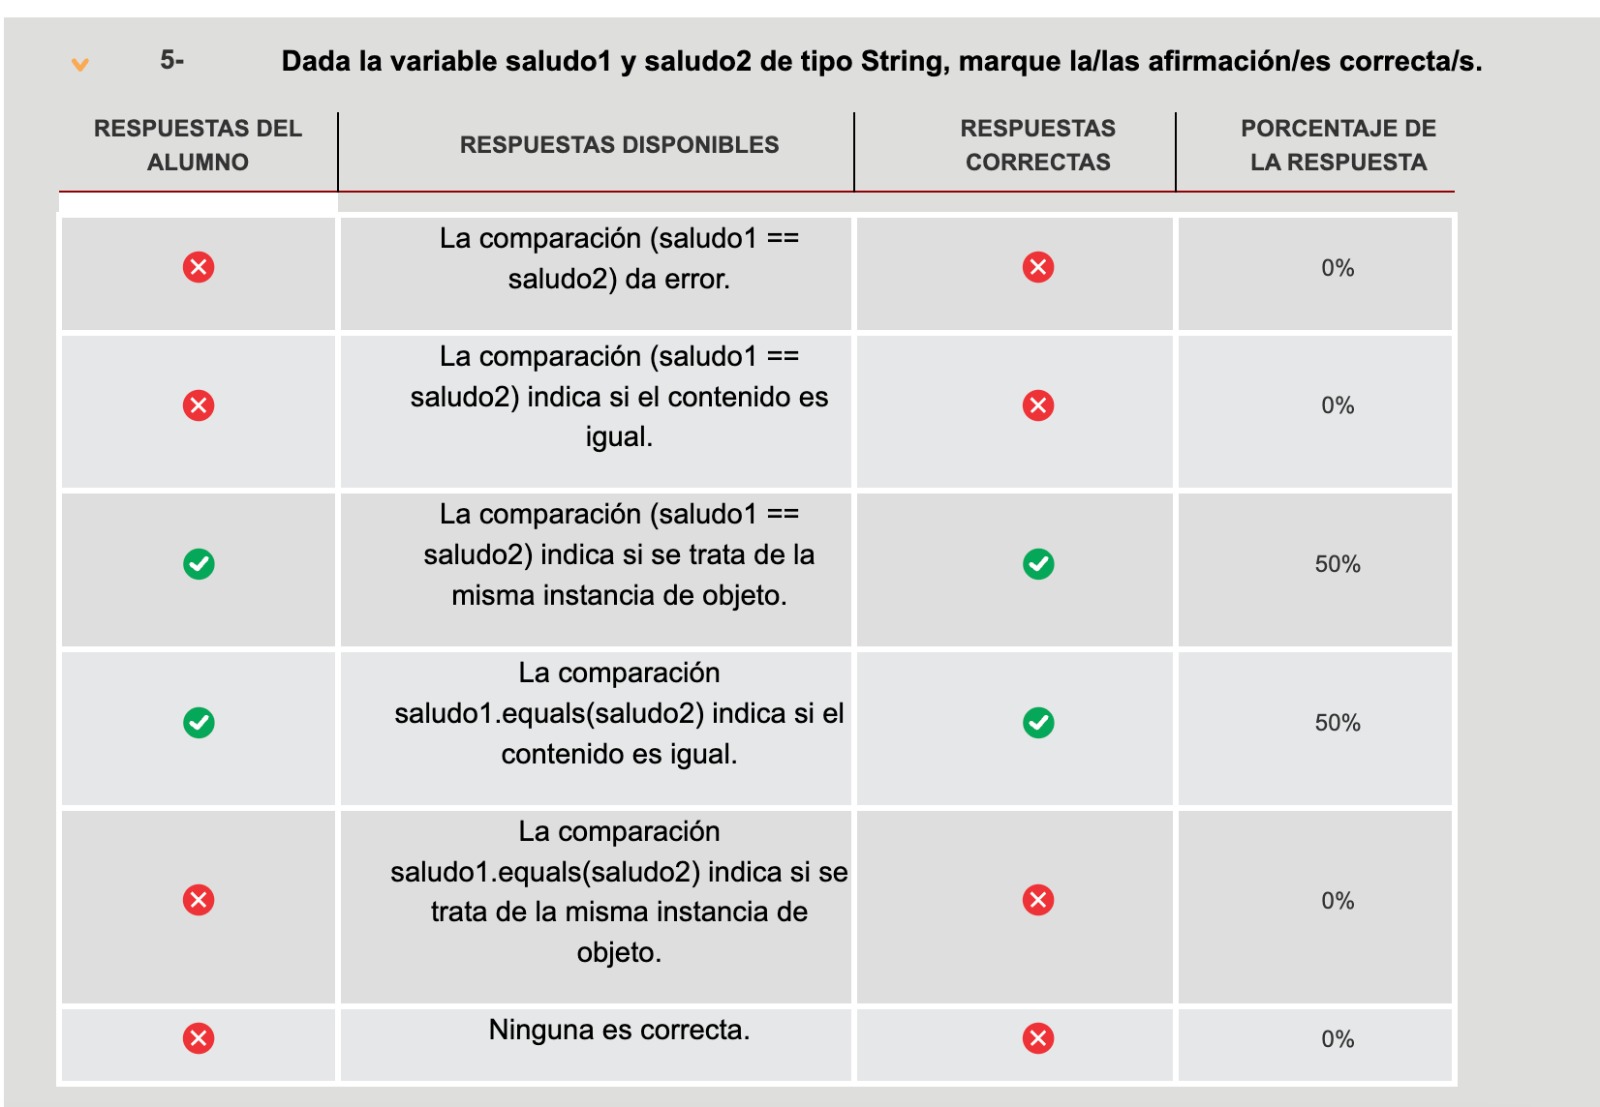 5- Dada la variable saludo1 y saludo2 de tipo String, marque la/las afirmación/es correcta/s.
RESPUESTAS DEL
ALUMNO
RESPUESTAS DISPONIBLES
RESPUESTAS
CORRECTAS
PORCENTAJE DE
LA RESPUESTA
La comparación (saludo1 ==
saludo2) da error.
0%
La comparación (saludo1 ==
saludo2) indica si el contenido es
igual.
0%
La comparación (saludo1 ==
saludo2) indica si se trata de la
misma instancia de objeto.
50%
La comparación
saludo1.equals(saludo2) indica si el
contenido es igual.
50%
La comparación
saludo1.equals(saludo2) indica si se
trata de la misma instancia de
objeto.
0%
Ninguna es correcta.
0%